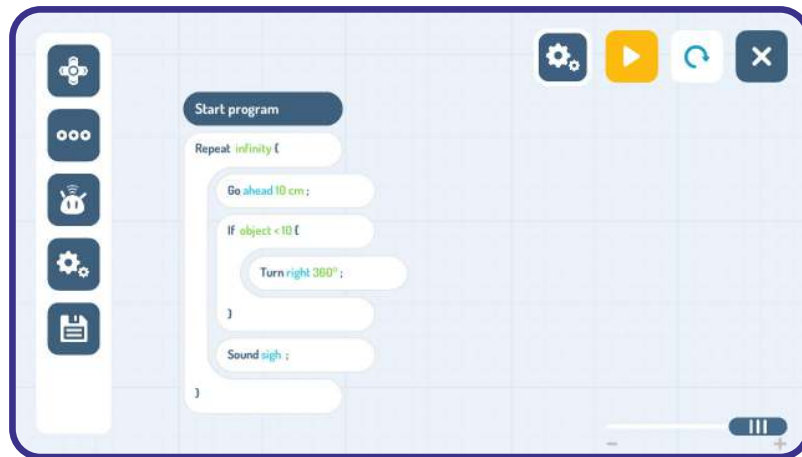 Start program
Repeat infinity {
Go ahead 10 cm ;
If object < 10 {
Turn right 360° ;
}
Sound sigh ;
}